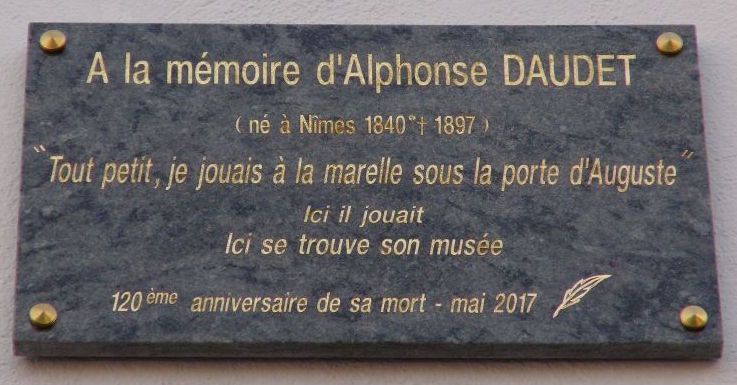 A la mémoire d'Alphonse DAUDET
( né à Nîmes 1840 *† 1897 )
"Tout petit, je jouais à la marelle sous la porte d'Auguste"
Ici il jouait
Ici se trouve son musée
120ème anniversaire de sa mort - mai 2017